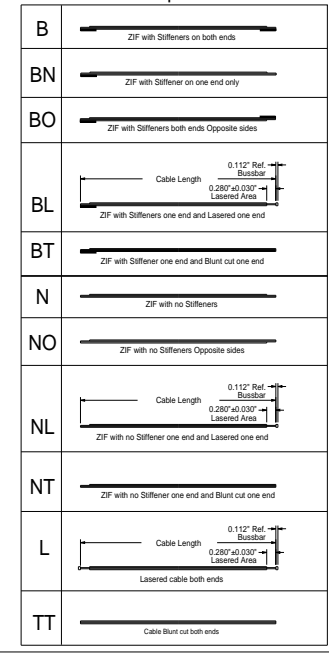 B
ZIF with Stiffeners on both ends
BN
ZIF with Stiffener on one end only
BO
ZIF with Stiffeners both ends Opposite sides
BL
0.112" Ref.
Bussbar
Cable Length
0.280"±0.030"
Lasered Area
ZIF with Stiffeners one end and Lasered one end
BT
ZIF with Stiffener one end and Blunt cut one end
N
ZIF with no Stiffeners
NO
ZIF with no Stiffeners Opposite sides
NL
0.112" Ref.
Bussbar
Cable Length
0.280"±0.030"
Lasered Area
ZIF with no Stiffener one end and Lasered one end
NT
ZIF with no Stiffener one end and Blunt cut one end
L
0.112" Ref.
Bussbar
Cable Length
0.280"±0.030"
Lasered Area
Lasered cable both ends
TT
Cable Blunt cut both ends